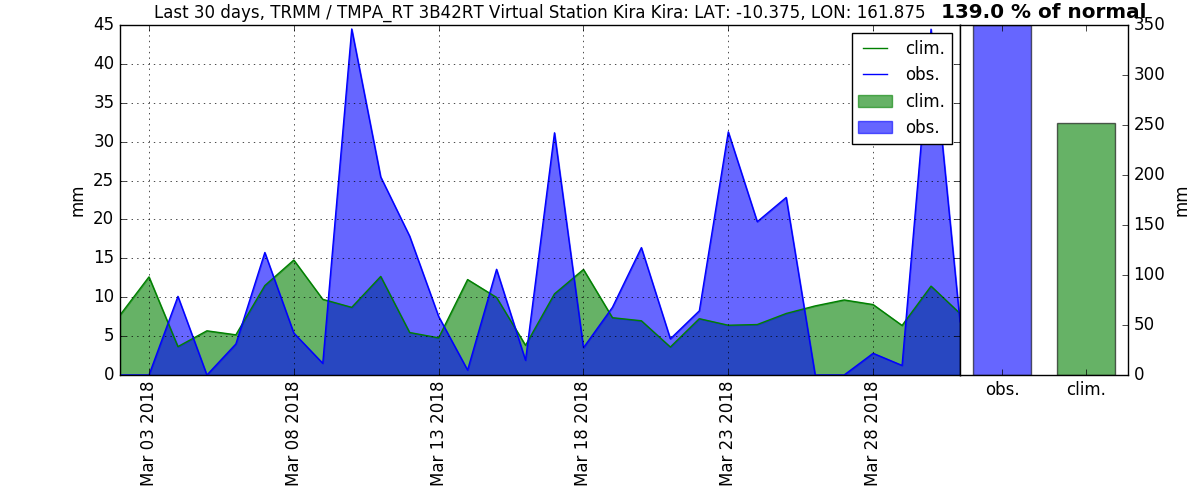 Last 30 days, TRMM / TMPA_RT 3B42RT Virtual Station Kira Kira: LAT: -10.375, LON: 161.875 139.0 % of normal
45
40
35
30
25
20
15
10
5
0
mm
clim.
obs.
clim.
obs.
350
300
250
200
150
100
50
0
mm
obs. clim.
Mar 03 2018
Mar 08 2018
Mar 13 2018
Mar 18 2018
Mar 23 2018
Mar 28 2018